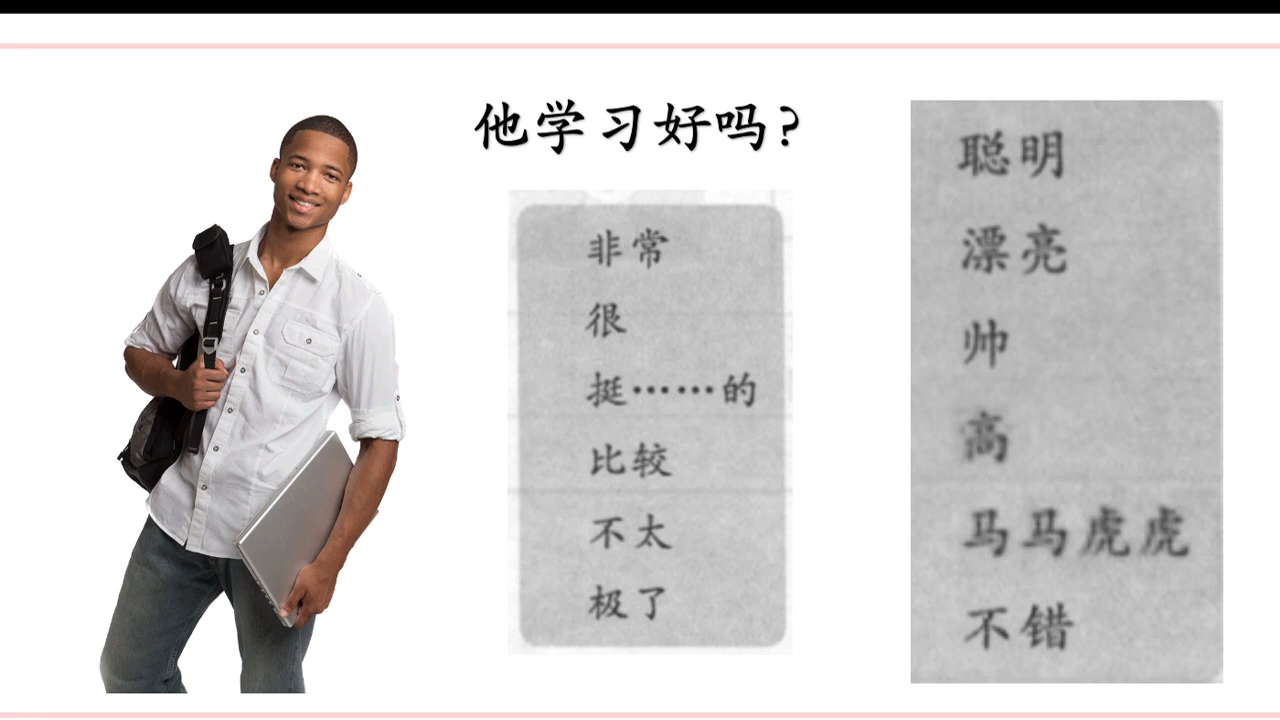 他学习好吗？
非常
很
挺……的
比较
不太
极了
聪明
漂亮
帅
高
马马虎虎
不错